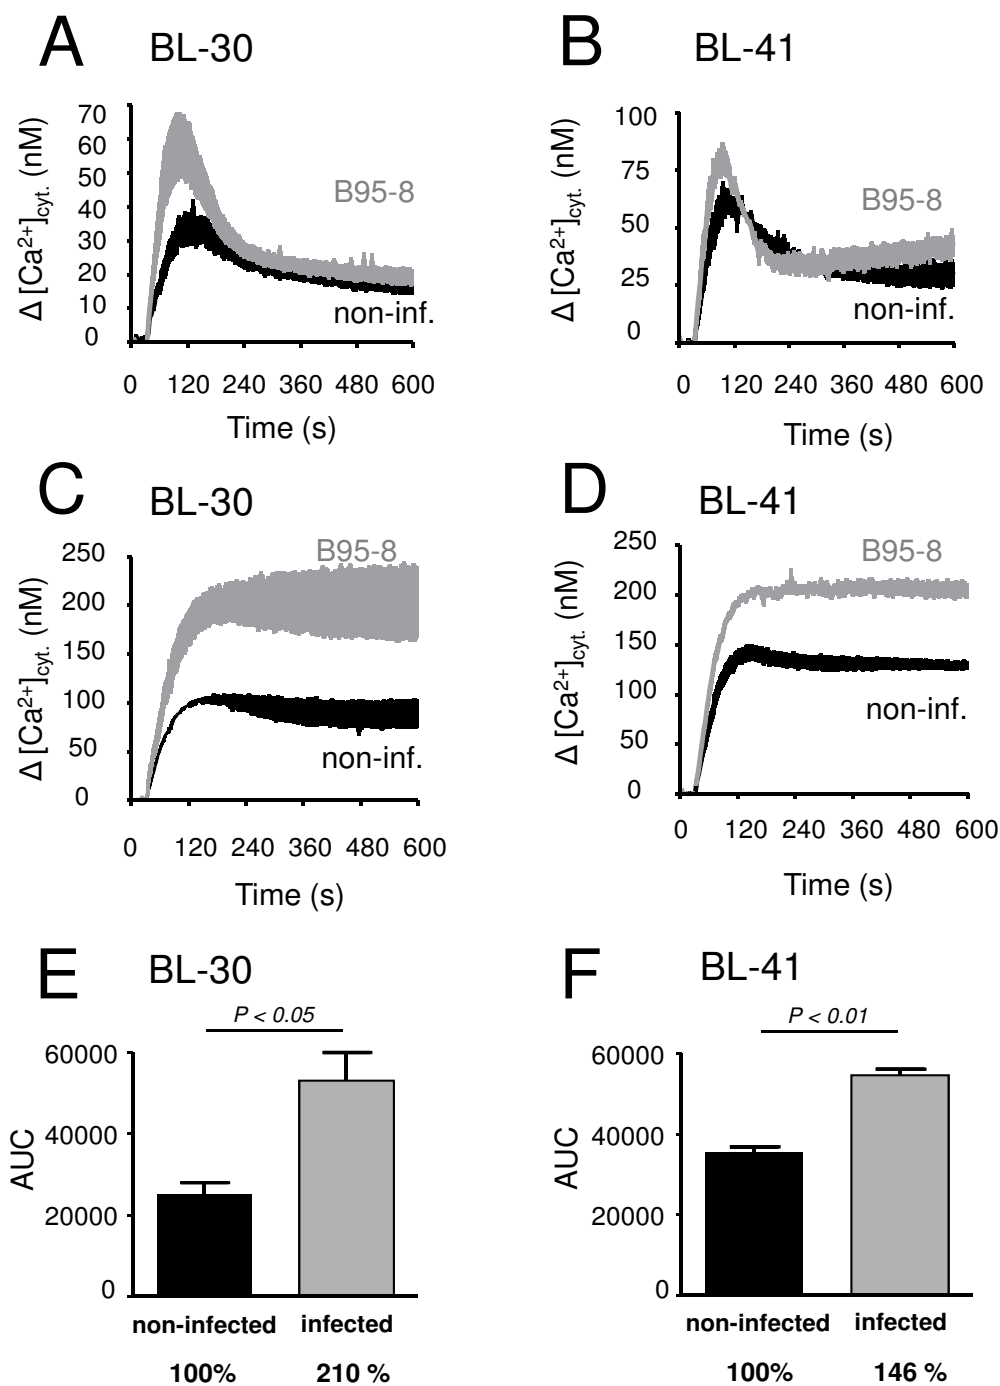 A BL-30
Δ [Ca2+]cyt. (nM)
70
60
50
40
30
20
10
0
B95-8
non-inf.
0 120 240 360 480 600
Time (s)
B BL-41
Δ [Ca2+]cyt. (nM)
100
75
50
25
0
B95-8
non-inf.
0 120 240 360 480 600
Time (s)
C BL-30
Δ [Ca2+]cyt. (nM)
250
200
150
100
50
0
B95-8
non-inf.
0 120 240 360 480 600
Time (s)
D BL-41
Δ [Ca2+]cyt. (nM)
250
200
150
100
50
0
B95-8
non-inf.
0 120 240 360 480 600
Time (s)
E BL-30
P < 0.05
AUC
60000
40000
20000
0
non-infected infected
100% 210 %
F BL-41
P < 0.01
AUC
60000
40000
20000
0
non-infected infected
100% 146 %